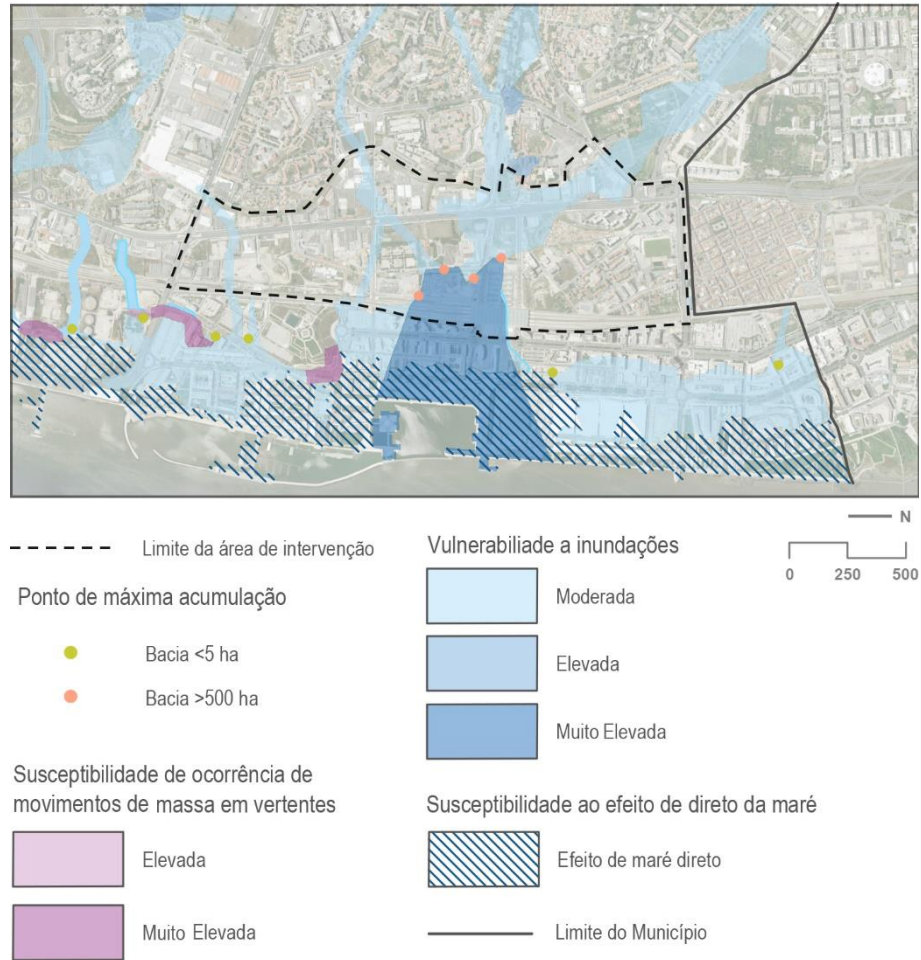 N
0 250 500
Limite da área de intervenção
Ponto de máxima acumulação
Bacia <5 ha
Bacia >500 ha
Susceptibilidade de ocorrência de
movimentos de massa em vertentes
Elevada
Muito Elevada
Vulnerabiliade a inundações
Moderada
Elevada
Muito Elevada
Susceptibilidade ao efeito de direto da maré
Efeito de maré direto
Limite do Município